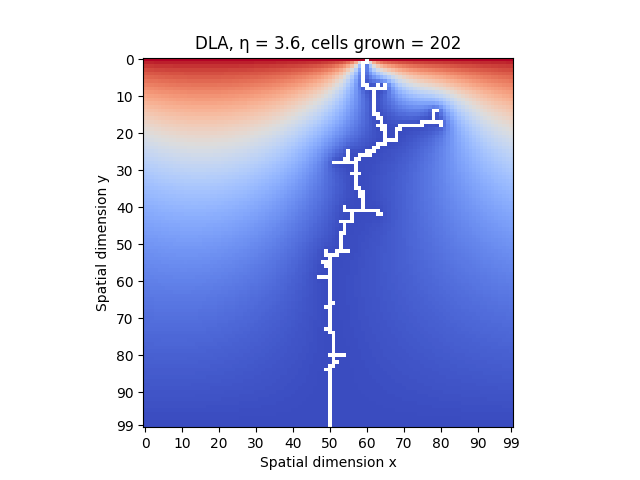 DLA, η = 3.6, cells grown = 202
0
10
20
30
40
50
60
70
80
90
99
Spatial dimension y
0 10 20 30 40 50 60 70 80 90 99
Spatial dimension x